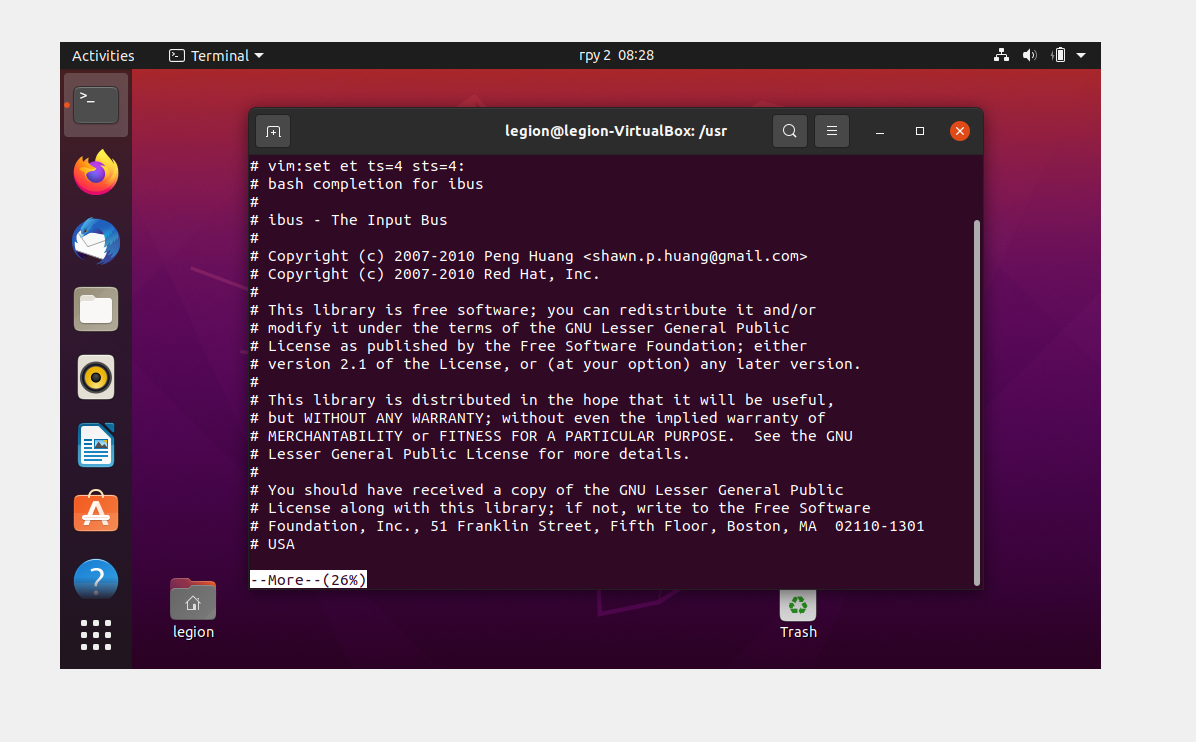 Activities
Terminal
гру 2 08:28
legion@legion-VirtualBox: /usr
>_
# vim:set et ts=4 sts=4:
# bash completion for ibus
#
# ibus - The Input Bus
#
# Copyright (c) 2007-2010 Peng Huang <shawn.p.huang@gmail.com>
# Copyright (c) 2007-2010 Red Hat, Inc.
#
# This library is free software; you can redistribute it and/or
# modify it under the terms of the GNU Lesser General Public
# License as published by the Free Software Foundation; either
# version 2.1 of the License, or (at your option) any later version.
#
# This library is distributed in the hope that it will be useful,
# but WITHOUT ANY WARRANTY; without even the implied warranty of
# MERCHANTABILITY or FITNESS FOR A PARTICULAR PURPOSE.  See the GNU
# Lesser General Public License for more details.
#
# You should have received a copy of the GNU Lesser General Public
# License along with this library; if not, write to the Free Software
# Foundation, Inc., 51 Franklin Street, Fifth Floor, Boston, MA  02110-1301
# USA
--More--(26%)
legion
Trash